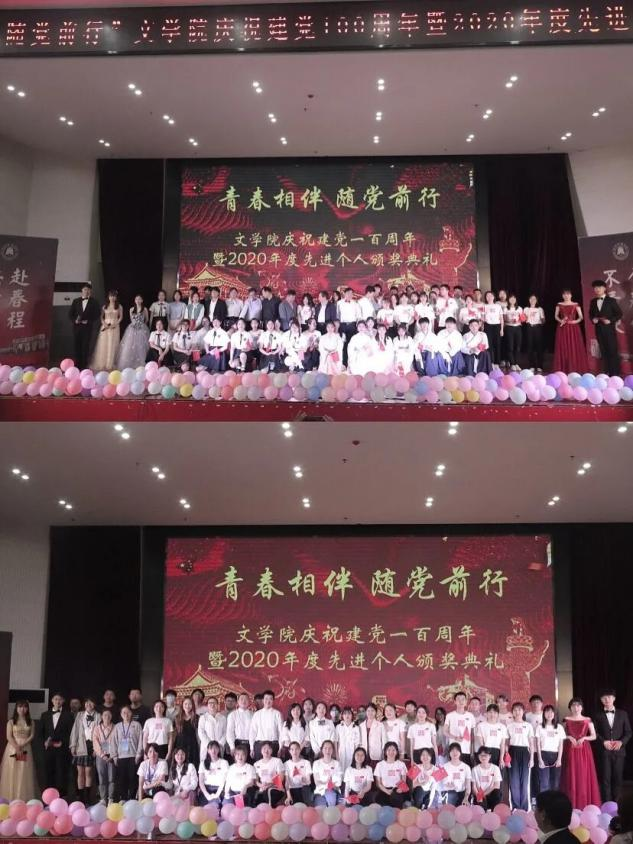 随党前行”文学院庆祝建党100周年暨2020年度先进
青春相伴 随党前行
文学院庆祝建党一百周年
暨2020年度先进个人颁奖典礼
赴
春
程
不
青春相伴 随党前行
文学院庆祝建党一百周年
暨2020年度先进个人颁奖典礼